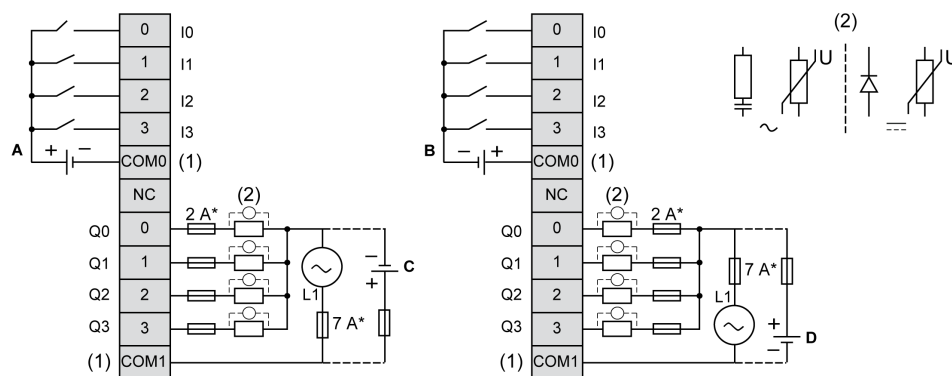 0 I0
1 I1
2 I2
3 I3
A + −
COM0 (1)
NC
(2)
2 A*
Q0 0
Q1 1
Q2 2
Q3 3
L1
7 A*
− C
+
(1) COM1
0 I0
1 I1
2 I2
3 I3
B − +
COM0 (1)
NC
(2)
2 A*
Q0 0
Q1 1
Q2 2
Q3 3
7 A*
L1
+ D
−
(1) COM1
(2)
U U
~